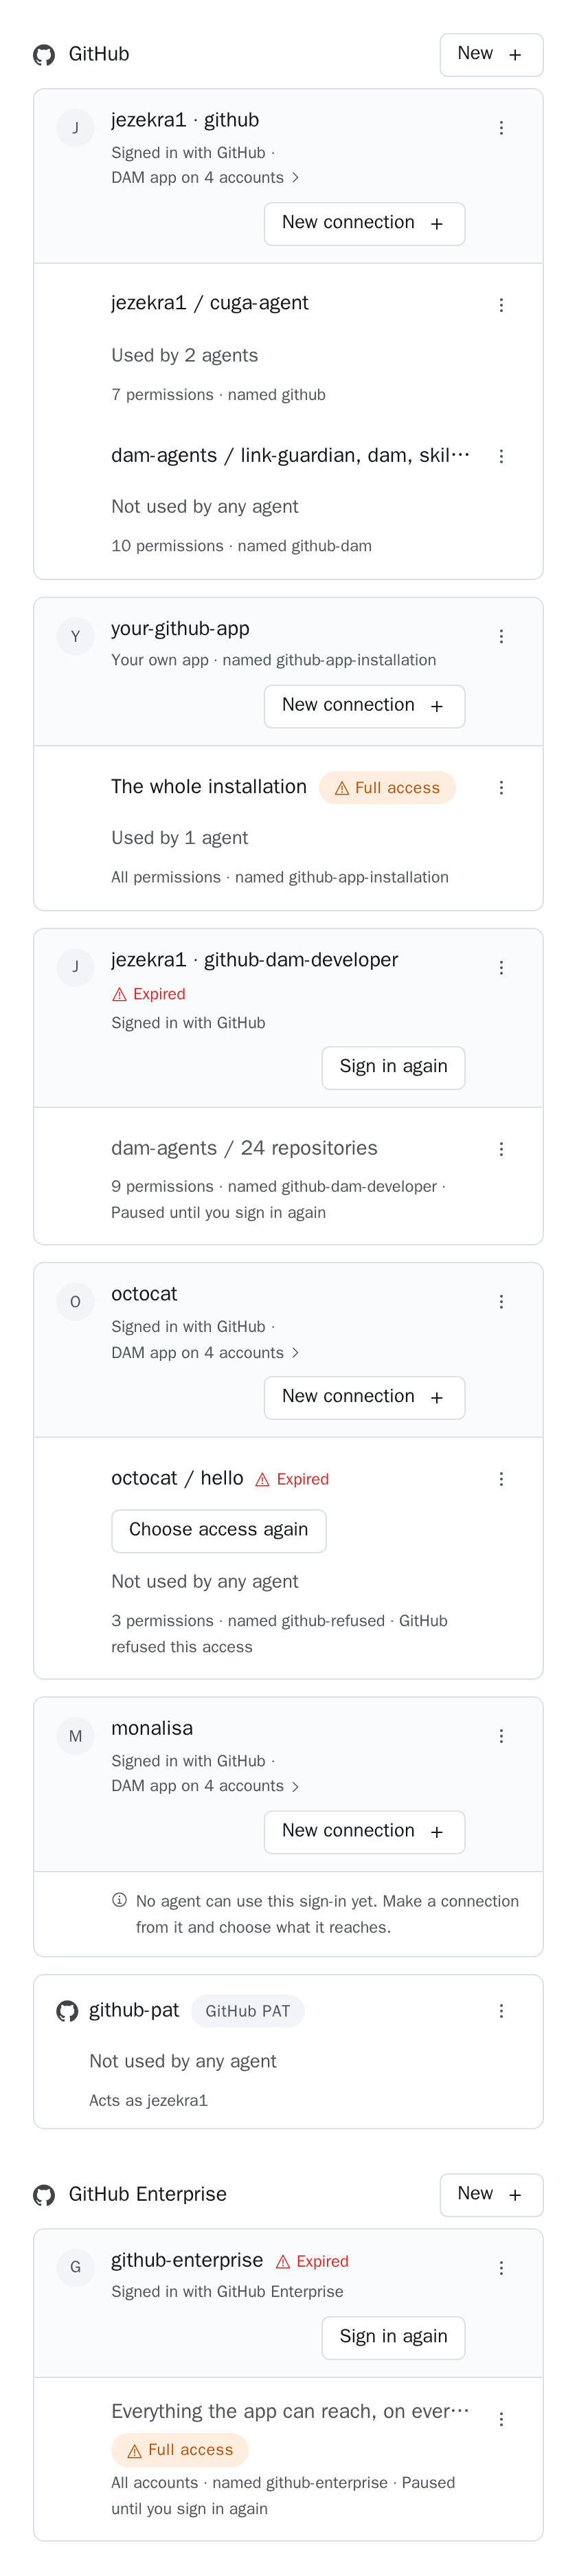 GitHub
New +
J
jezekra1 · github
Signed in with GitHub ·
DAM app on 4 accounts >
New connection +
jezekra1 / cuga-agent
Used by 2 agents
7 permissions · named github
dam-agents / link-guardian, dam, skil···
Not used by any agent
10 permissions · named github-dam
Y
your-github-app
Your own app · named github-app-installation
New connection +
The whole installation
Full access
Used by 1 agent
All permissions · named github-app-installation
J
jezekra1 · github-dam-developer
Expired
Signed in with GitHub
Sign in again
dam-agents / 24 repositories
9 permissions · named github-dam-developer ·
Paused until you sign in again
O
octocat
Signed in with GitHub ·
DAM app on 4 accounts >
New connection +
octocat / hello
Expired
Choose access again
Not used by any agent
3 permissions · named github-refused · GitHub
refused this access
M
monalisa
Signed in with GitHub ·
DAM app on 4 accounts >
New connection +
No agent can use this sign-in yet. Make a connection
from it and choose what it reaches.
github-pat
GitHub PAT
Not used by any agent
Acts as jezekra1
GitHub Enterprise
New +
G
github-enterprise
Expired
Signed in with GitHub Enterprise
Sign in again
Everything the app can reach, on ever···
Full access
All accounts · named github-enterprise · Paused
until you sign in again